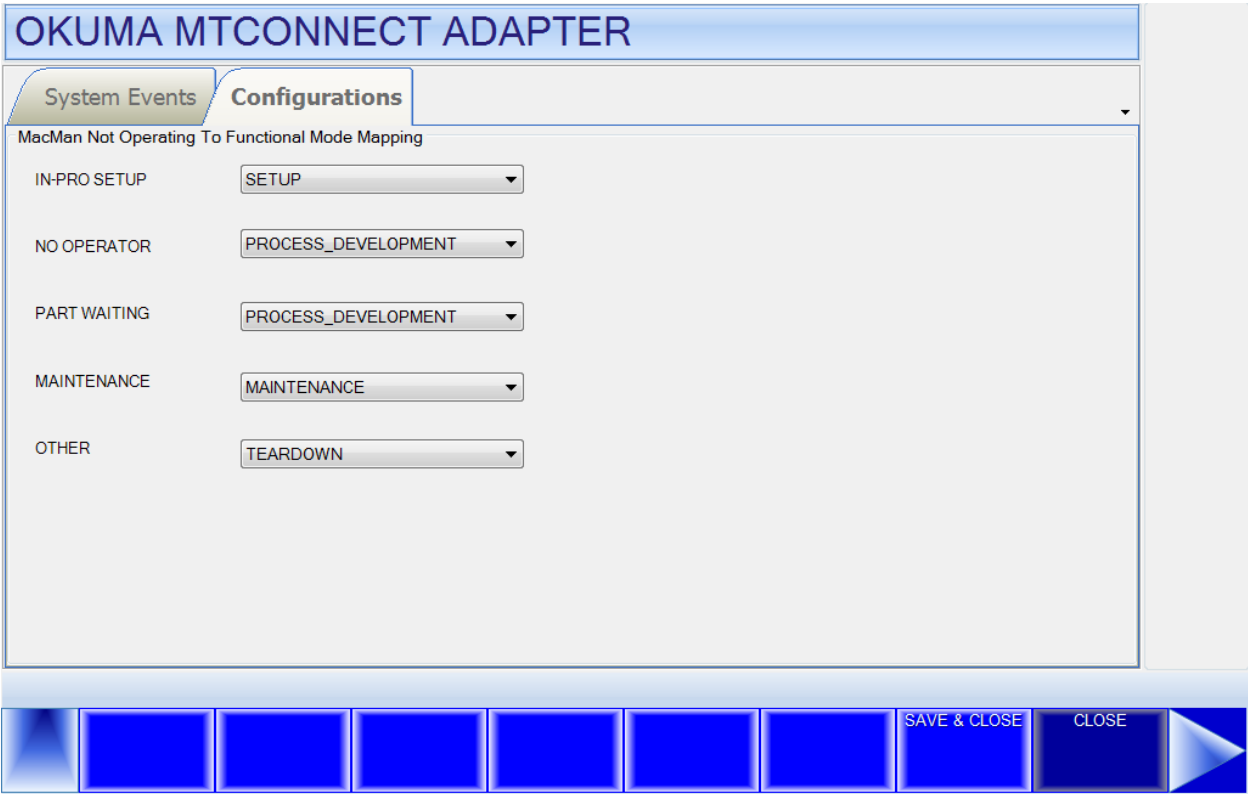 OKUMA MTCONNECT ADAPTER
System Events Configurations
MacMan Not Operating To Functional Mode Mapping
IN-PRO SETUP SETUP
NO OPERATOR PROCESS_DEVELOPMENT
PART WAITING PROCESS_DEVELOPMENT
MAINTENANCE MAINTENANCE
OTHER TEARDOWN
SAVE & CLOSE CLOSE